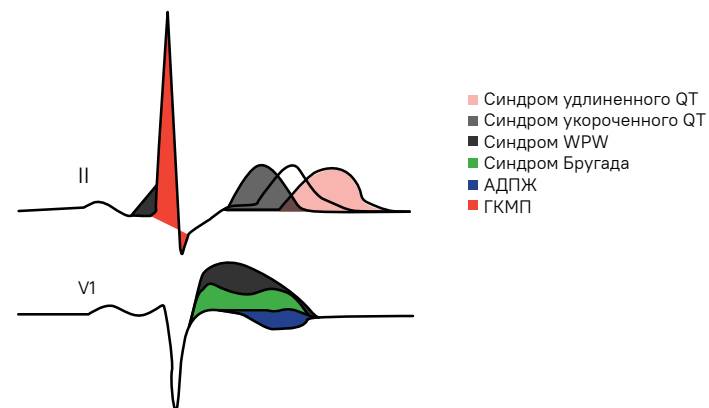 II
V1
Синдром удлиненного QT
Синдром укороченного QT
Синдром WPW
Синдром Бругада
АДПЖ
ГКМП